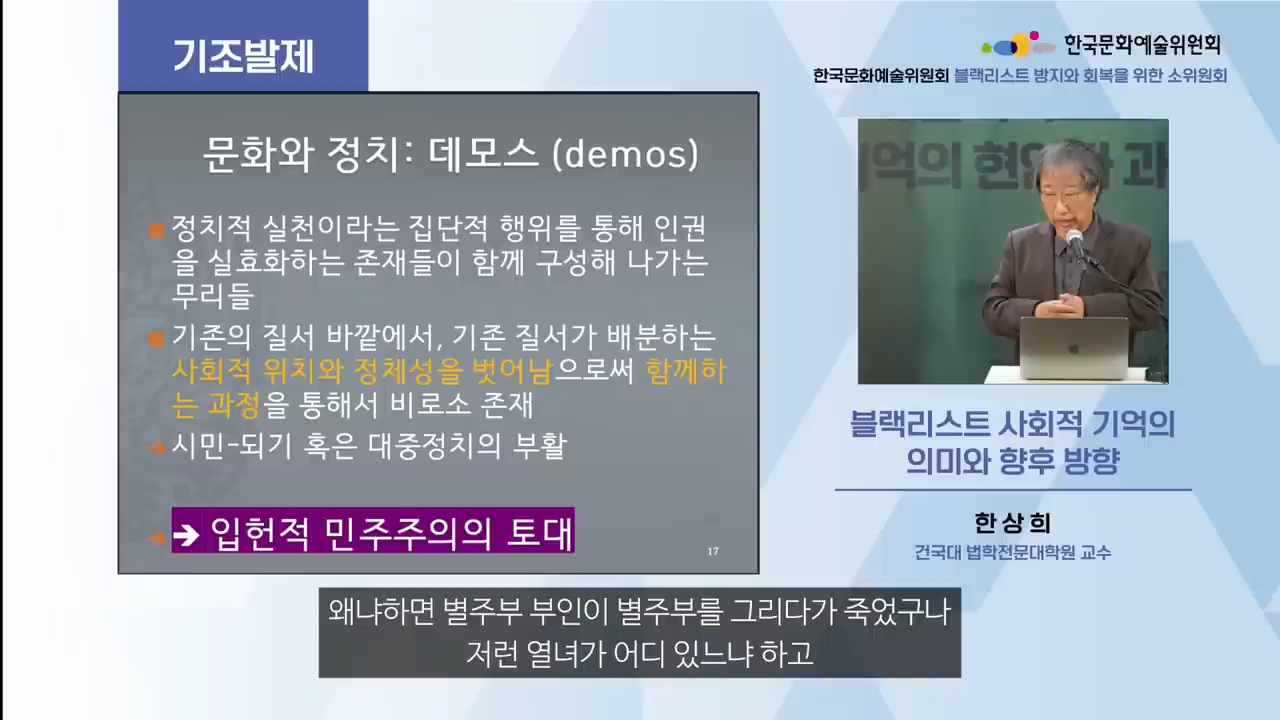 기조발제
한국문화예술위원회
한국문화예술위원회 블랙리스트 방지와 회복을 위한 소위원회
문화와 정치: 데모스 (demos)
정치적 실천이라는 집단적 행위를 통해 인권
을 실효화하는 존재들이 함께 구성해 나가는
무리들
기존의 질서 바깥에서, 기존 질서가 배분하는
사회적 위치와 정체성을 벗어남으로써 함께하
는 과정을 통해서 비로소 존재
시민-되기 혹은 대중정치의 부활
➔ 입헌적 민주주의의 토대
17
블랙리스트 사회적 기억의
의미와 향후 방향
한상희
건국대 법학전문대학원 교수
왜냐하면 별주부 부인이 별주부를 그리다가 죽었구나
저런 열녀가 어디 있느냐 하고